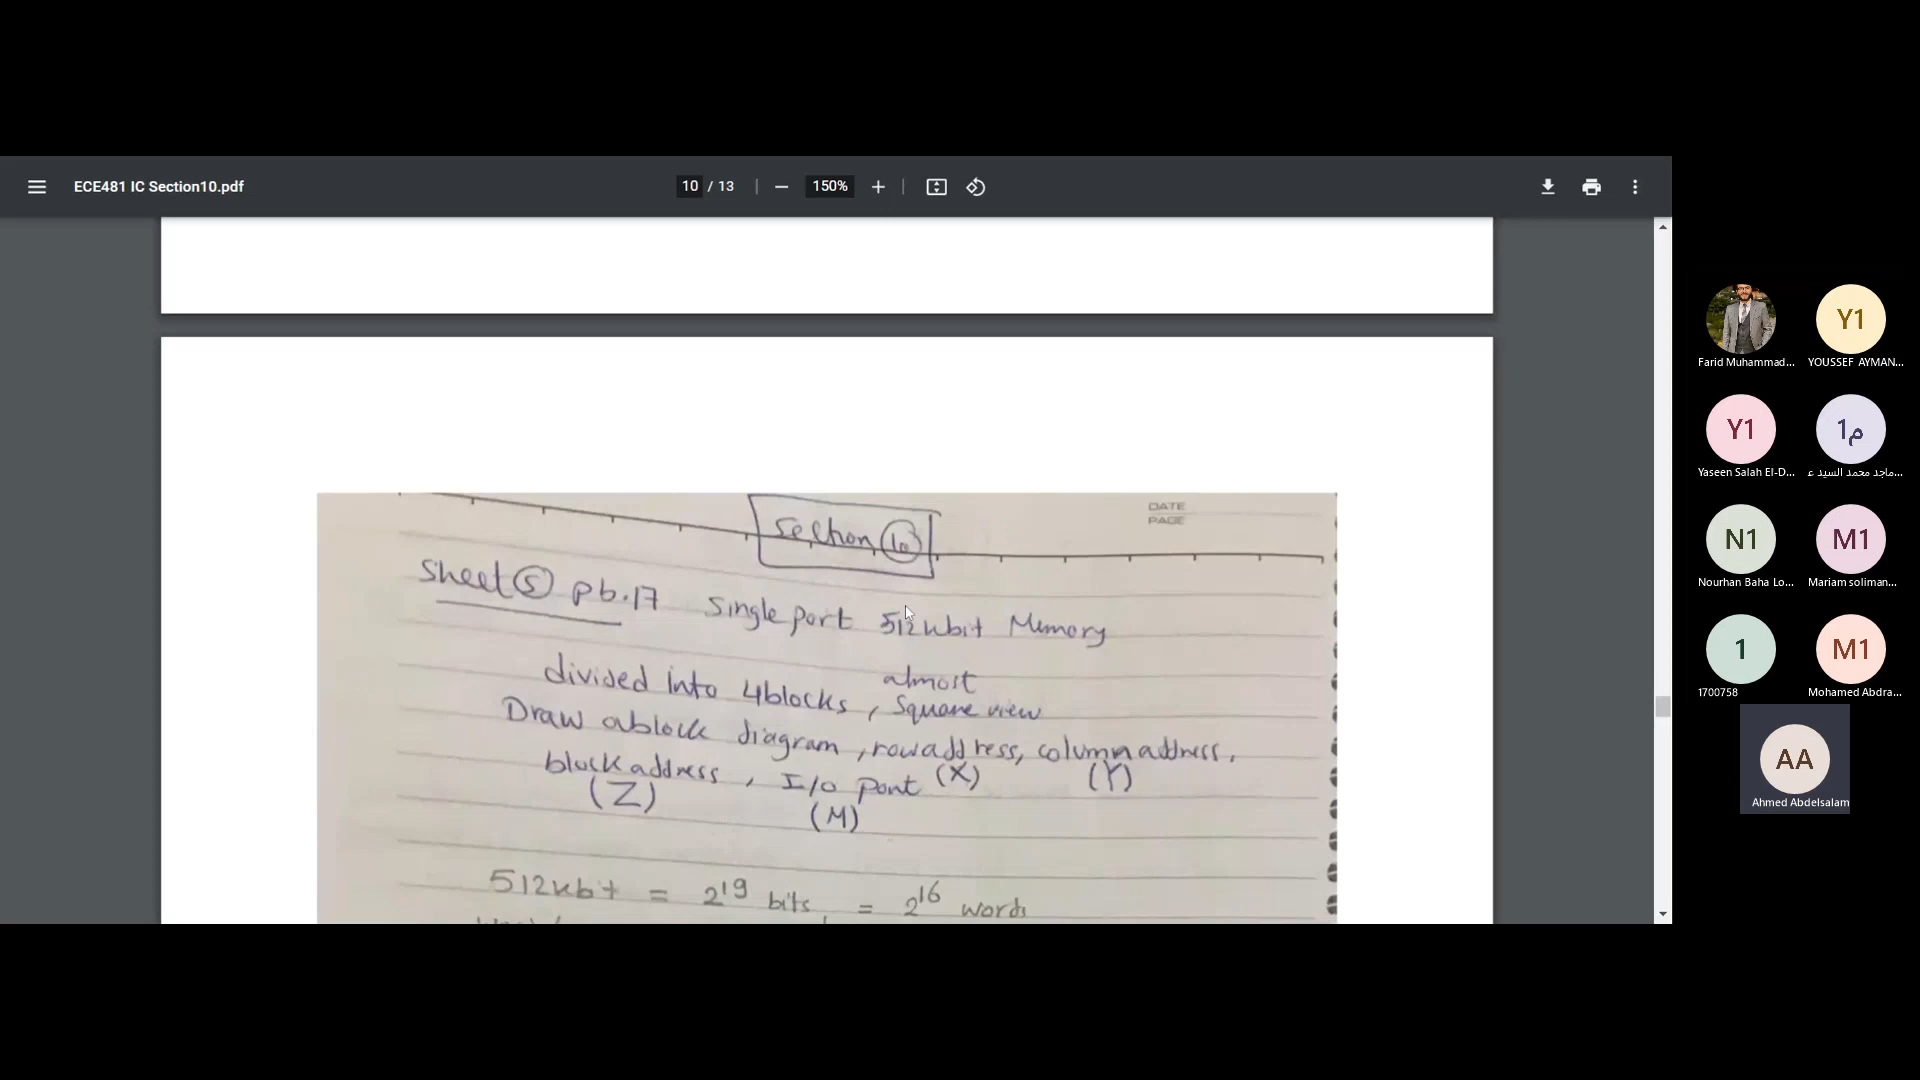 ECE481 IC Section10.pdf
10 / 13
150%
DATE
PAGE
Section 10
Sheet 5 pb.17 Single port 512kbit Memory
divided into 4blocks, almost Square view
Draw a block diagram, row address, column address,
(X) (Y)
block address, I/o Port
(Z) (M)
512kbit = 2^19 bits = 2^16 words
Farid Muhammad...
YOUSSEF AYMAN...
Y1
Yaseen Salah El-D...
Y1
ماجد محمد السيد ع...
م1
Nourhan Baha Lo...
N1
Mariam soliman...
M1
1700758
1
Mohamed Abdra...
M1
AA
Ahmed Abdelsalam